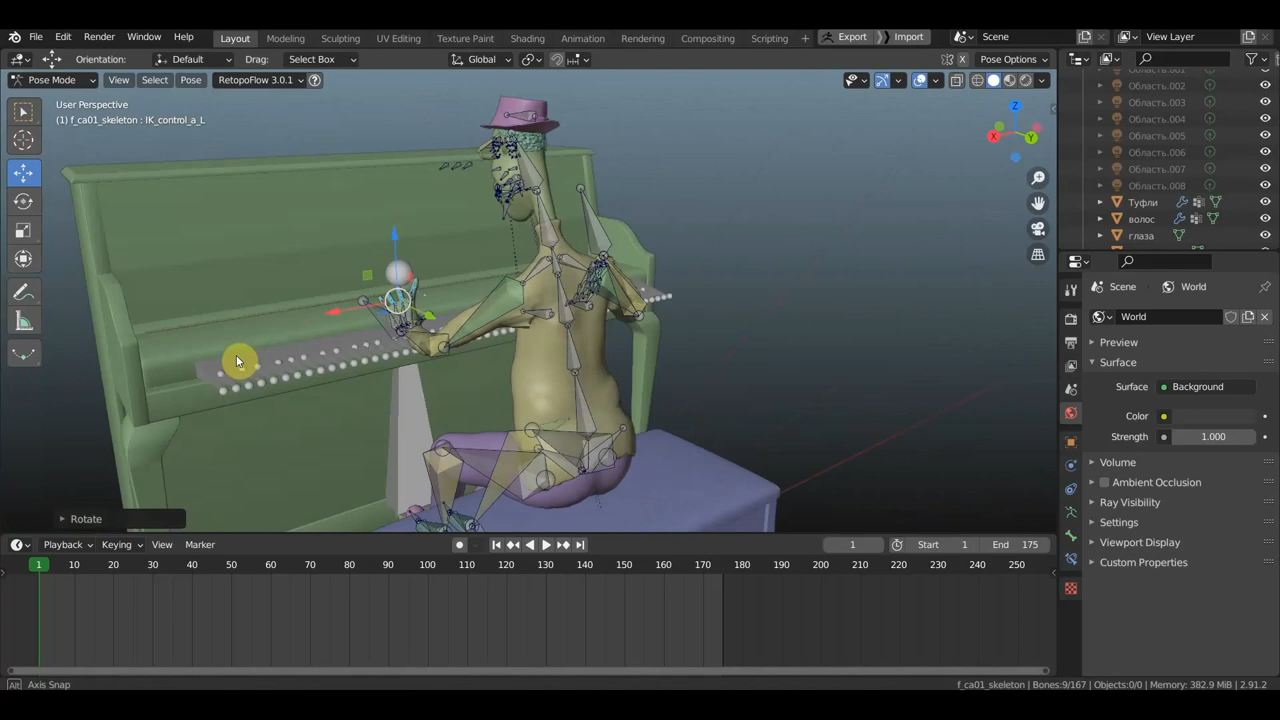 File Edit Render Window Help Layout Modeling Sculpting UV Editing Texture Paint Shading Animation Rendering Compositing Scripting + Export Import Scene View Layer
Orientation: Default Drag: Select Box Global Pose Options
Pose Mode View Select Pose RetopoFlow 3.0.1
User Perspective
(1) f_ca01_skeleton : IK_control_a_L
Z
X
Y
Область.001
Область.002
Область.003
Область.004
Область.005
Область.006
Область.007
Область.008
Туфли
волос
глаза
Scene World
World
Preview
Surface
Surface Background
Color
Strength 1.000
Volume
Ambient Occlusion
Ray Visibility
Settings
Viewport Display
Custom Properties
Rotate
Playback Keying View Marker 1 Start 1 End 175
1 10 20 30 40 50 60 70 80 90 100 110 120 130 140 150 160 170 180 190 200 210 220 230 240 250
Alt Axis Snap f_ca01_skeleton | Bones:9/167 | Objects:0/0 | Memory: 382.9 MiB | 2.91.2